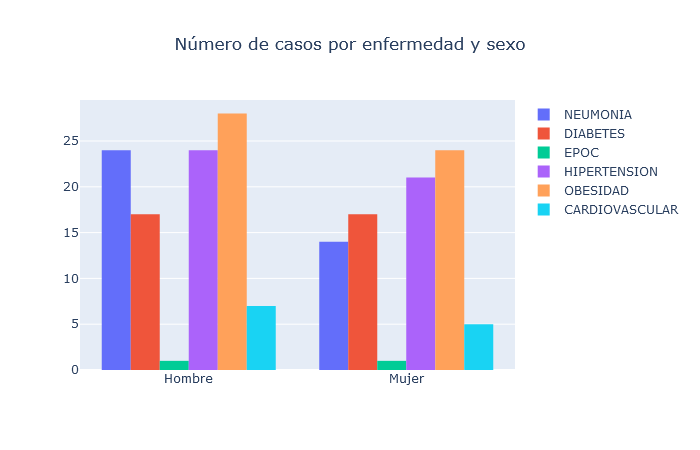 Número de casos por enfermedad y sexo
NEUMONIA
DIABETES
EPOC
HIPERTENSION
OBESIDAD
CARDIOVASCULAR
25
20
15
10
5
0
Hombre
Mujer